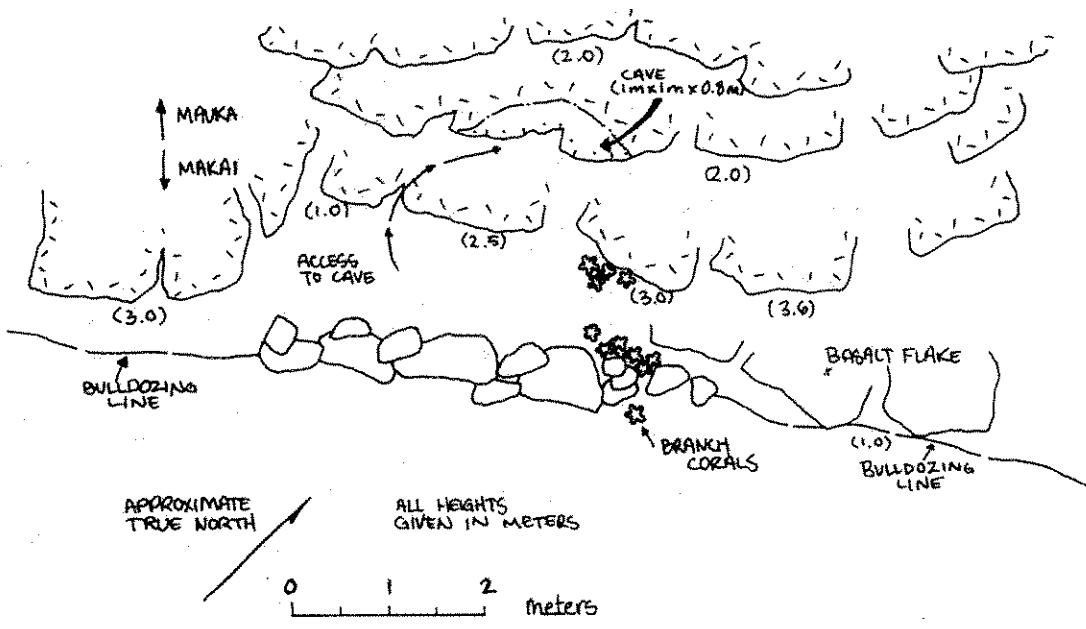 (2.0)
CAVE
(1m x 1m x 0.8m)
MAUKA
MAKAI
(2.0)
(1.0)
(2.5)
ACCESS
TO CAVE
(3.0)
(3.0)
(3.6)
BULLDOZING
LINE
BASALT FLAKE
(1.0)
BRANCH
CORALS
BULLDOZING
LINE
APPROXIMATE
TRUE NORTH
ALL HEIGHTS
GIVEN IN METERS
0 1 2
meters